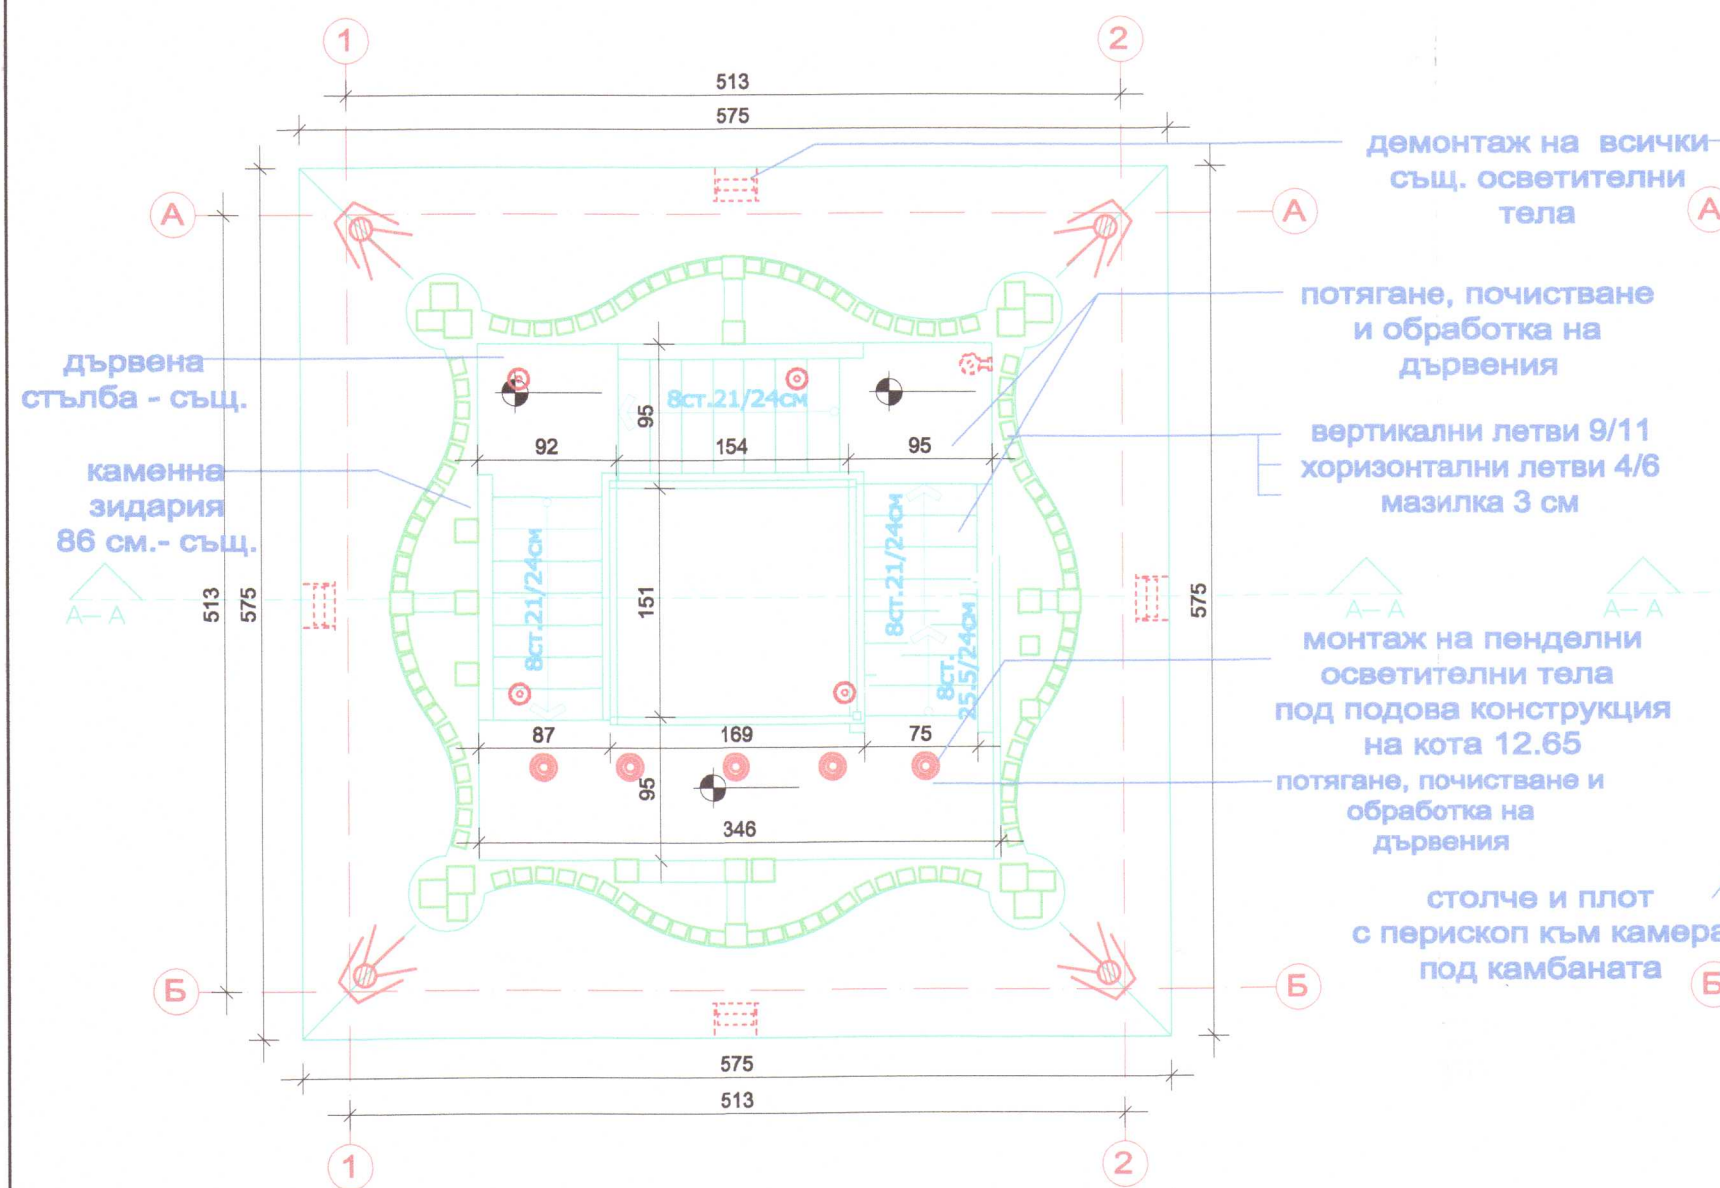 1
2
513
575
демонтаж на всички
същ. осветителни
тела
А
А
А
потягане, почистване
и обработка на
дървения
дървена
стълба - същ.
8ст.21/24см
95
92
154
95
вертикални летви 9/11
хоризонтални летви 4/6
мазилка 3 см
каменна
зидария
86 см.- същ.
8ст.21/24см
8ст.21/24см
151
513
575
575
А-А
А-А
А-А
8ст.
25.5/24см
монтаж на пенделни
осветителни тела
под подова конструкция
на кота 12.65
87
169
75
95
потягане, почистване и
обработка на
дървения
346
столче и плот
с перископ към камера
под камбаната
Б
Б
Б
575
513
1
2